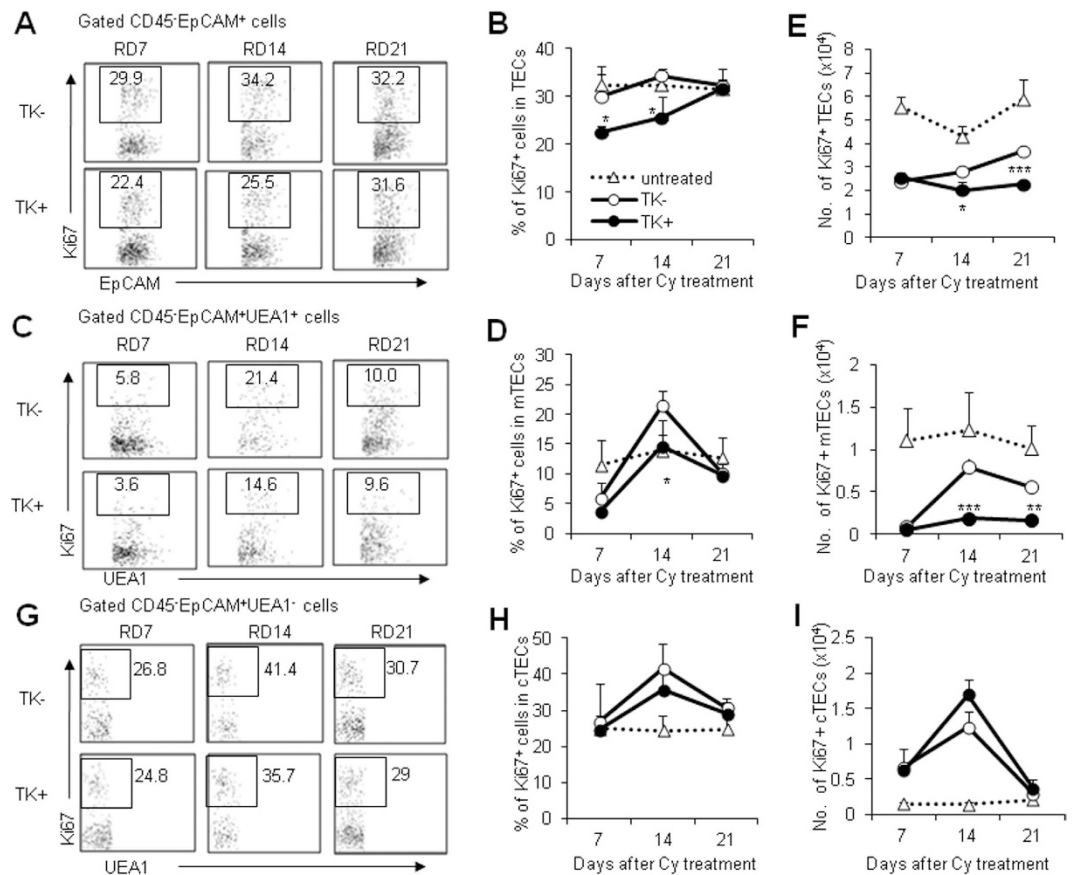 A
Gated CD45-EpCAM+ cells
RD7 RD14 RD21
TK-
29.9 34.2 32.2
TK+
22.4 25.5 31.6
Ki67
EpCAM
B
% of Ki67+ cells in TECs
40
30
20
10
0
* *
untreated
TK-
TK+
7 14 21
Days after Cy treatment
E
No. of Ki67+ TECs (x10⁴)
8
7
6
5
4
3
2
1
0
* ***
7 14 21
Days after Cy treatment
C
Gated CD45-EpCAM+UEA1+ cells
RD7 RD14 RD21
TK-
5.8 21.4 10.0
TK+
3.6 14.6 9.6
Ki67
UEA1
D
% of Ki67+ cells in mTECs
30
25
20
15
10
5
0
*
7 14 21
Days after Cy treatment
F
No. of Ki67+ mTECs (x10⁴)
2
1.5
1
0.5
0
*** **
7 14 21
Days after Cy treatment
G
Gated CD45-EpCAM+UEA1- cells
RD7 RD14 RD21
TK-
26.8 41.4 30.7
TK+
24.8 35.7 29
Ki67
UEA1
H
% of Ki67+ cells in cTECs
50
40
30
20
10
0
7 14 21
Days after Cy treatment
I
No. of Ki67+ cTECs (x10⁴)
2.5
2
1.5
1
0.5
0
7 14 21
Days after Cy treatment